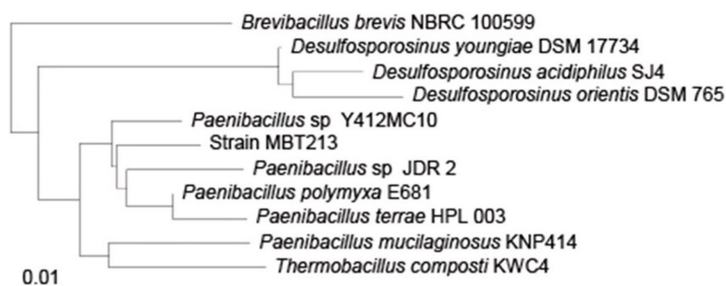 Brevibacillus brevis NBRC 100599
Desulfosporosinus youngiae DSM 17734
Desulfosporosinus acidiphilus SJ4
Desulfosporosinus orientis DSM 765
Paenibacillus sp Y412MC10
Strain MBT213
Paenibacillus sp JDR 2
Paenibacillus polymyxa E681
Paenibacillus terrae HPL 003
Paenibacillus mucilaginosus KNP414
Thermobacillus composti KWC4
0.01